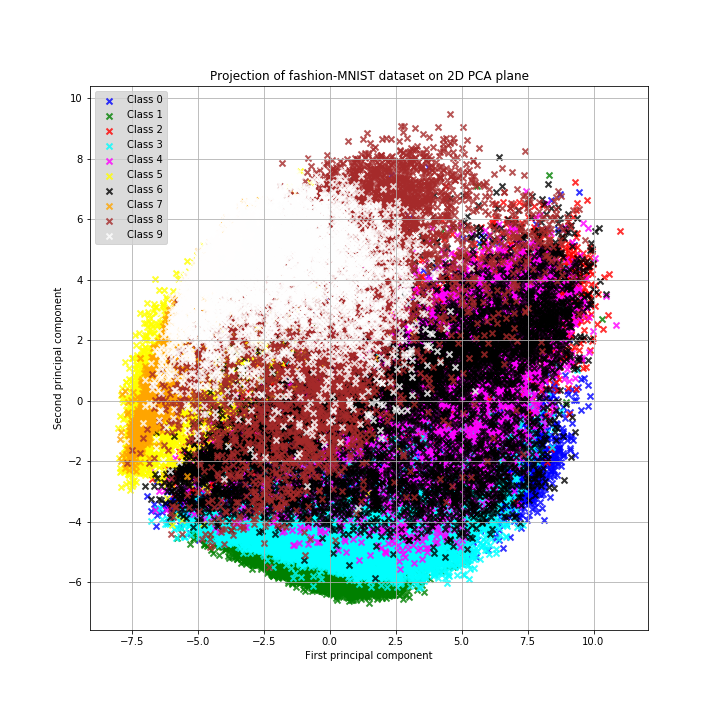 Projection of fashion-MNIST dataset on 2D PCA plane
Class 0
Class 1
Class 2
Class 3
Class 4
Class 5
Class 6
Class 7
Class 8
Class 9
10
8
6
4
2
0
−2
−4
−6
Second principal component
−7.5 −5.0 −2.5 0.0 2.5 5.0 7.5 10.0
First principal component